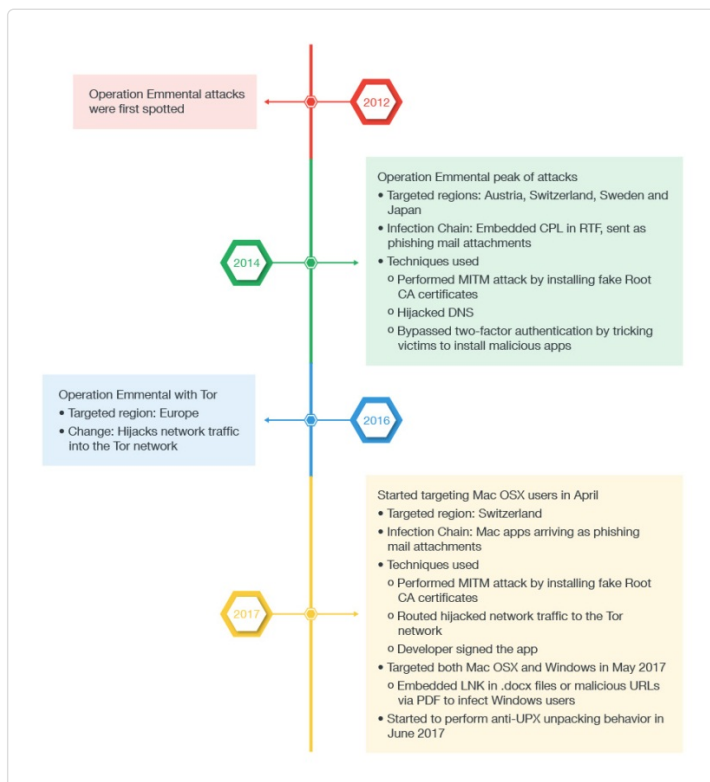 Operation Emmental attacks
were first spotted
2012
Operation Emmental peak of attacks
• Targeted regions: Austria, Switzerland, Sweden and
Japan
• Infection Chain: Embedded CPL in RTF, sent as
phishing mail attachments
• Techniques used
o Performed MITM attack by installing fake Root
CA certificates
o Hijacked DNS
o Bypassed two-factor authentication by tricking
victims to install malicious apps
2014
Operation Emmental with Tor
• Targeted region: Europe
• Change: Hijacks network traffic
into the Tor network
2016
Started targeting Mac OSX users in April
• Targeted region: Switzerland
• Infection Chain: Mac apps arriving as phishing
mail attachments
• Techniques used
o Performed MITM attack by installing fake Root
CA certificates
o Routed hijacked network traffic to the Tor
network
o Developer signed the app
• Targeted both Mac OSX and Windows in May 2017
o Embedded LNK in .docx files or malicious URLs
via PDF to infect Windows users
• Started to perform anti-UPX unpacking behavior in
June 2017
2017